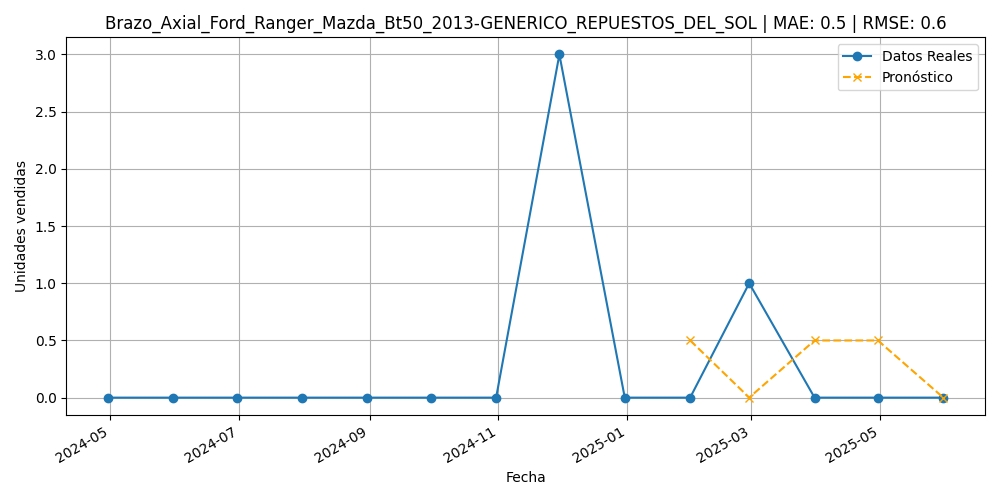 Brazo_Axial_Ford_Ranger_Mazda_Bt50_2013-GENERICO_REPUESTOS_DEL_SOL | MAE: 0.5 | RMSE: 0.6
Datos Reales
Pronóstico
Unidades vendidas
3.0
2.5
2.0
1.5
1.0
0.5
0.0
2024-05
2024-07
2024-09
2024-11
2025-01
2025-03
2025-05
Fecha